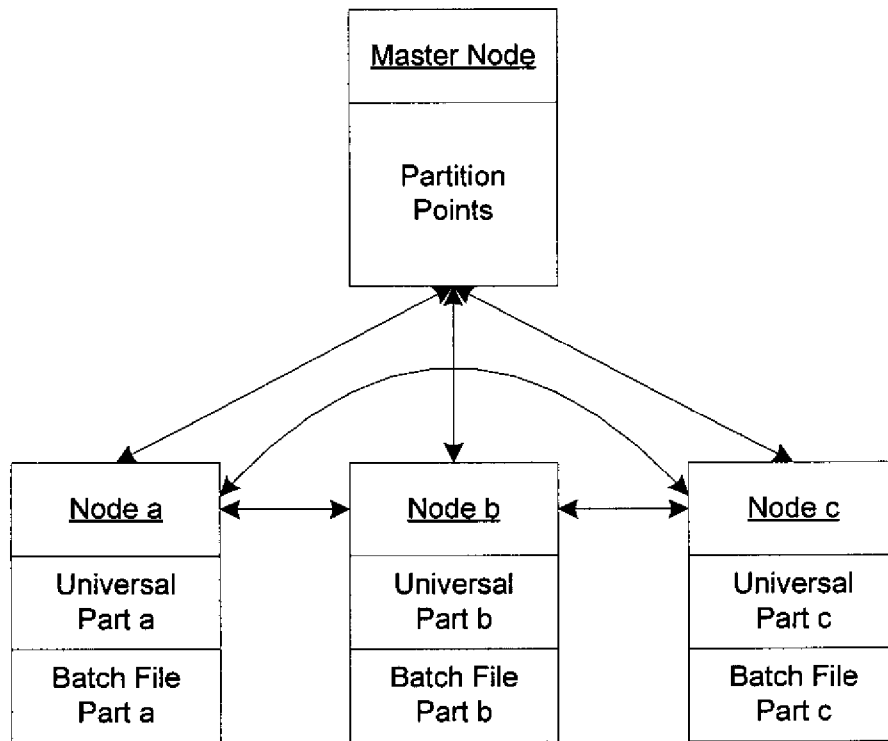 Master Node
Partition
Points
Node a
Node b
Node c
Universal
Part a
Universal
Part b
Universal
Part c
Batch File
Part a
Batch File
Part b
Batch File
Part c